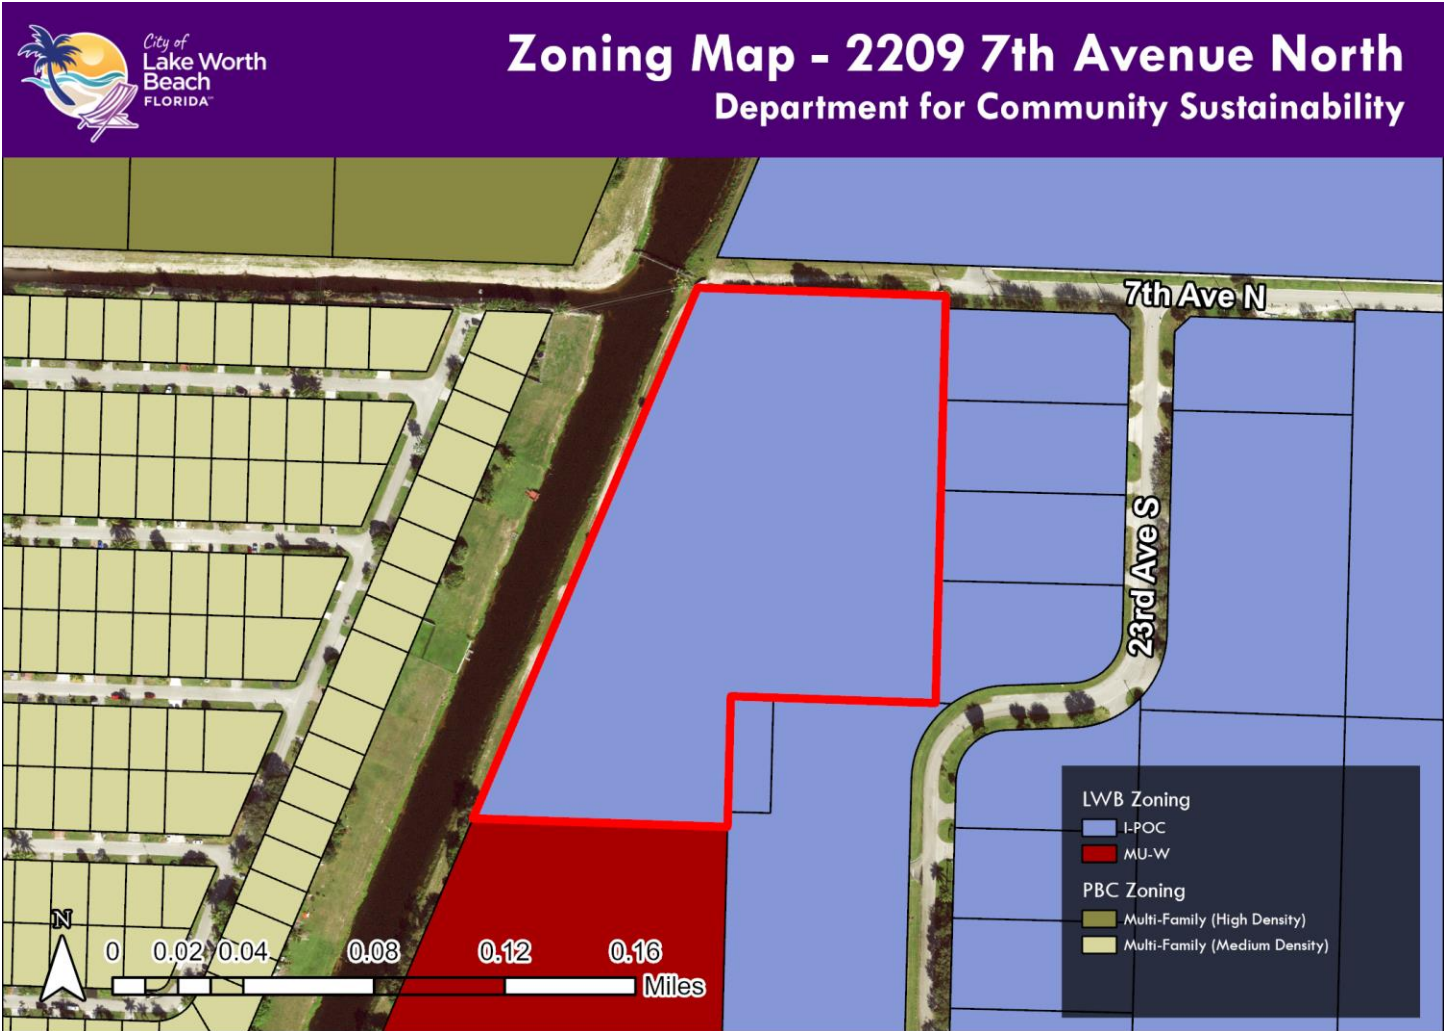 City of
Lake Worth
Beach
FLORIDA
Zoning Map - 2209 7th Avenue North
Department for Community Sustainability
7th Ave N
23rd Ave S
LWB Zoning
I-POC
MU-W
PBC Zoning
Multi-Family (High Density)
Multi-Family (Medium Density)
N
0 0.02 0.04 0.08 0.12 0.16
Miles